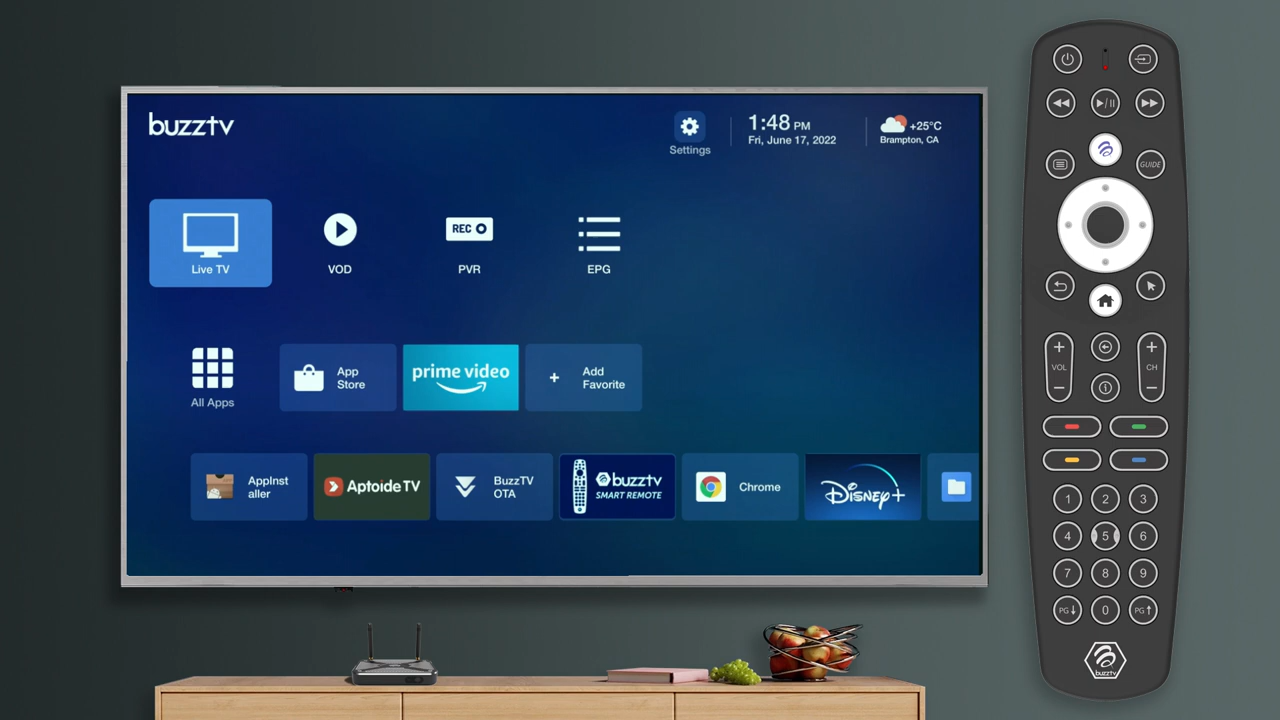 buzztv
Settings
1:48 PM
Fri, June 17, 2022
+25°C
Brampton, CA
Live TV
VOD
REC
PVR
EPG
All Apps
App
Store
prime video
+
Add
Favorite
AppInst
aller
Aptoide TV
BuzzTV
OTA
buzztv
SMART REMOTE
Chrome
Disney+
GUIDE
+
VOL
−
+
CH
−
1 2 3
4 5 6
7 8 9
PG↓ 0 PG↑
buzztv